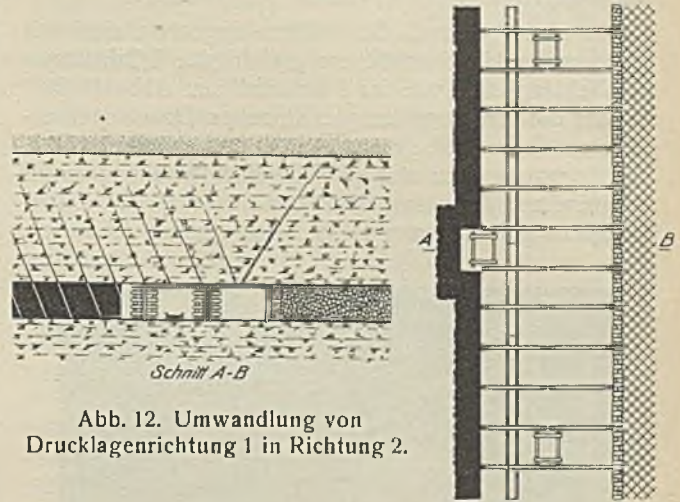 A
B
Schnitt A-B
Abb. 12. Umwandlung von
Drucklagenrichtung 1 in Richtung 2.